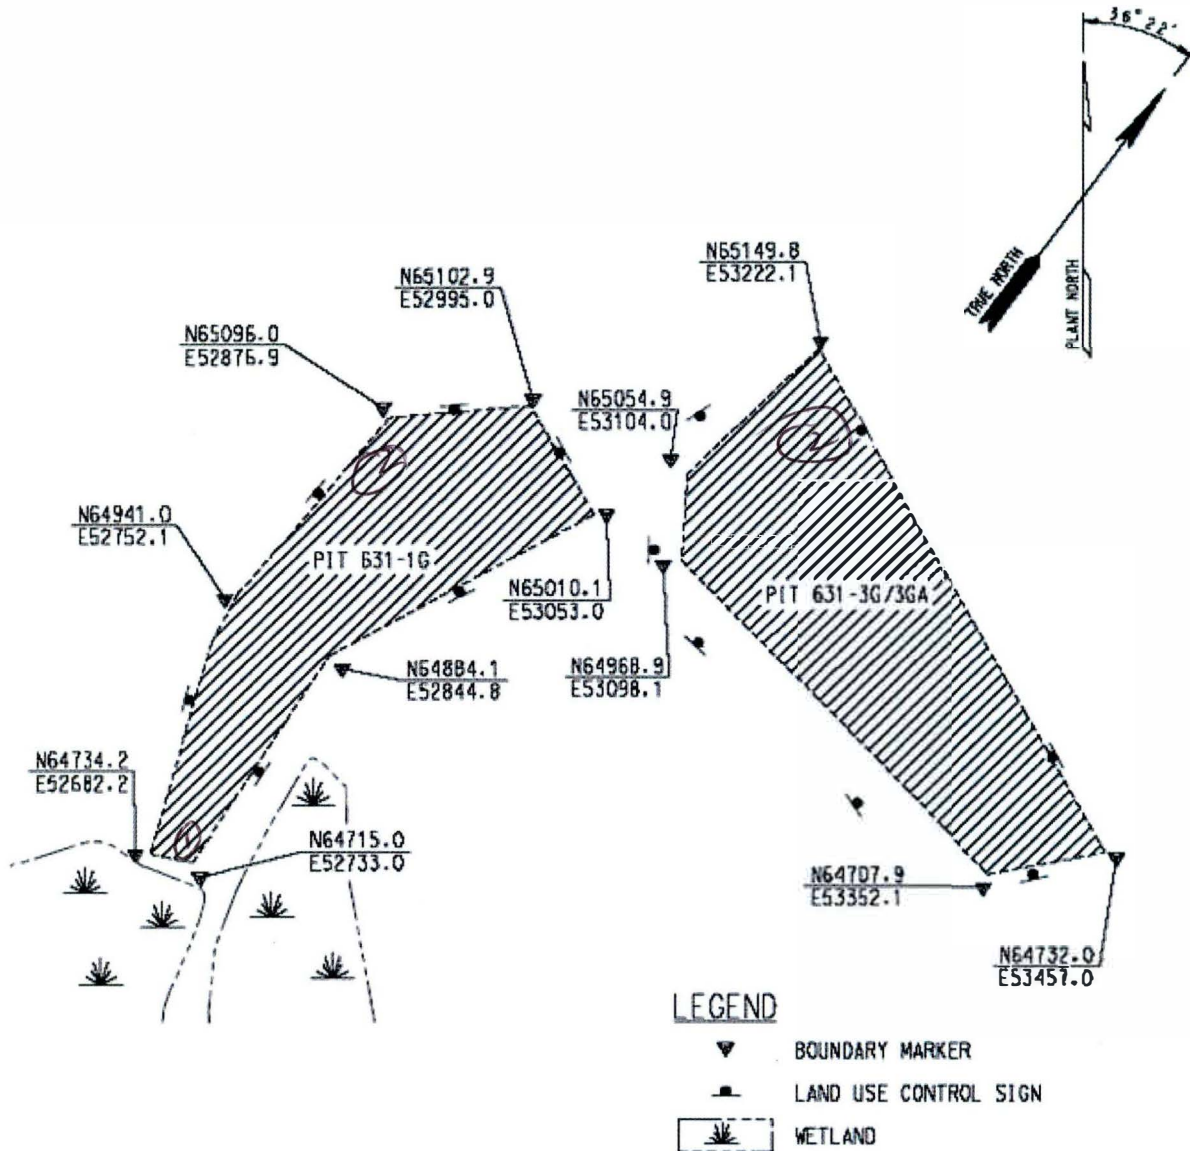 36° 22'
TRUE NORTH
PLANT NORTH
N65149.8
E53222.1
N65102.9
E52995.0
N65096.0
E52876.9
N65054.9
E53104.0
N64941.0
E52752.1
PIT 631-1G
N65010.1
E53053.0
PIT 631-3G/3GA
N64884.1
E52844.8
N64968.9
E53098.1
N64734.2
E52682.2
N64715.0
E52733.0
N64707.9
E53352.1
N64732.0
E53457.0
LEGEND
BOUNDARY MARKER
LAND USE CONTROL SIGN
WETLAND